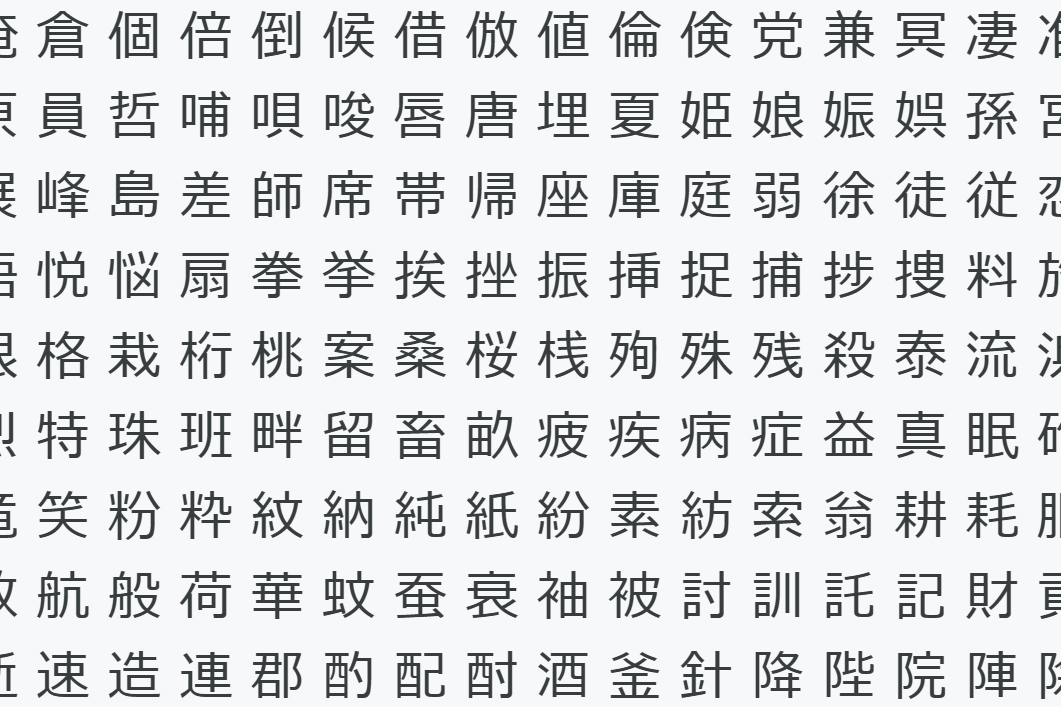 倉個倍倒候借倣値倫倹党兼冥凄
員哲哺唄唆唇唐埋夏姫娘娠娯孫
峰島差師席帯帰座庫庭弱徐徒従
悦悩扇拳挙挨挫振挿捉捕捗捜料
格栽桁桃案桑桜桟殉殊残殺泰流
特珠班畔留畜畝疲疾病症益真眠
笑粉粋紋納純紙紛素紡索翁耕耗
航般荷華蚊蚕衰袖被討訓託記財
速造連郡酌配酎酒釜針降陛院陣